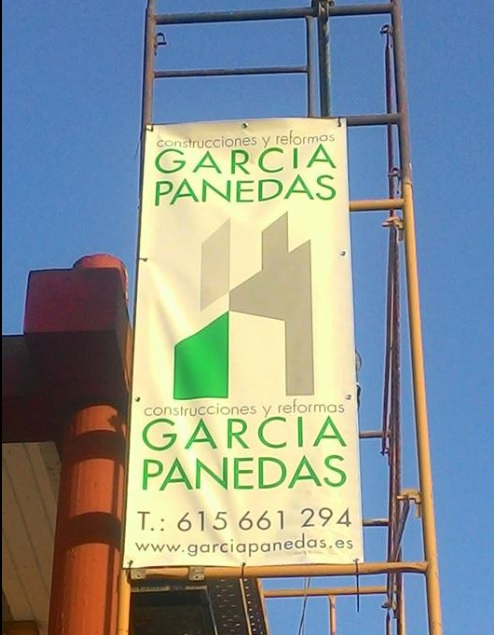 construcciones y reformas
GARCIA
PANEDAS
construcciones y reformas
GARCIA
PANEDAS
T.: 615 661 294
www.garciapanedas.es